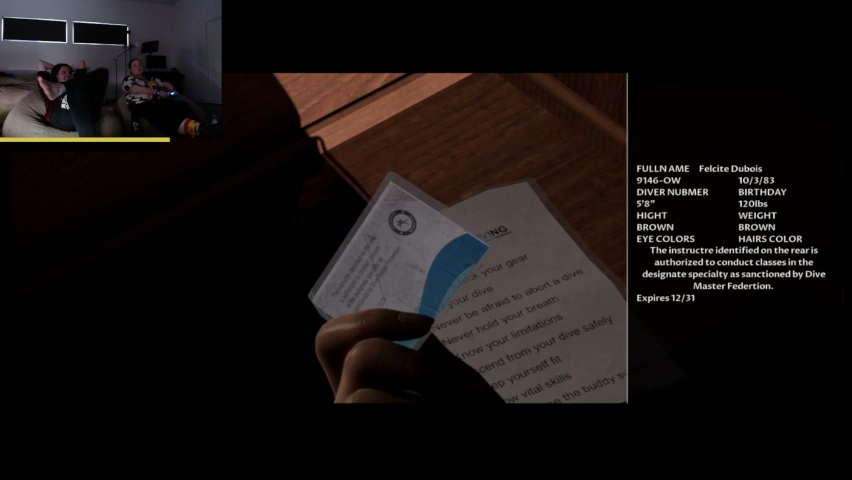 FULLN AME Felcite Dubois
9146-OW 10/3/83
DIVER NUBMER BIRTHDAY
5'8" 120lbs
HIGHT WEIGHT
BROWN BROWN
EYE COLORS HAIRS COLOR
The instructre identified on the rear is
authorized to conduct classes in the
designate specialty as sanctioned by Dive
Master Federtion.
Expires 12/31
your gear
your dive
Never be afraid to abort a dive
Never hold your breath
Know your limitations
from your dive safely
yourself fit
vital skills
the buddy